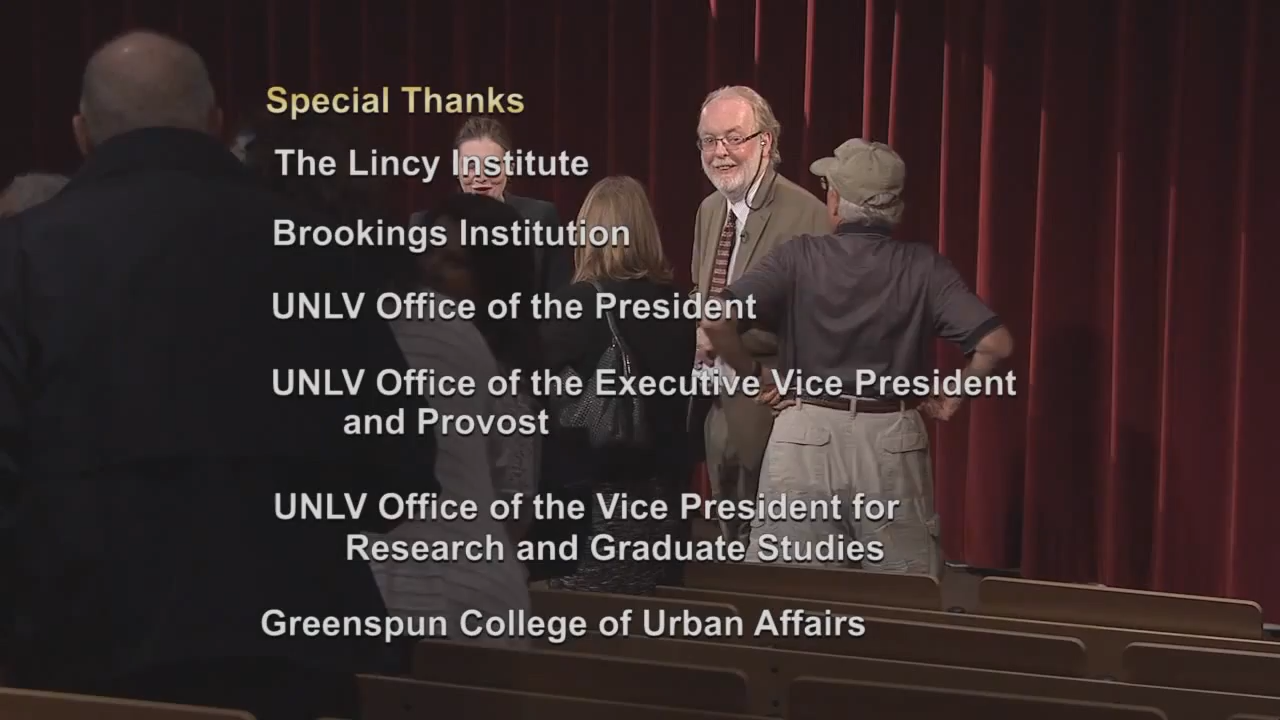 Special Thanks
The Lincy Institute
Brookings Institution
UNLV Office of the President
UNLV Office of the Executive Vice President
and Provost
UNLV Office of the Vice President for
Research and Graduate Studies
Greenspun College of Urban Affairs